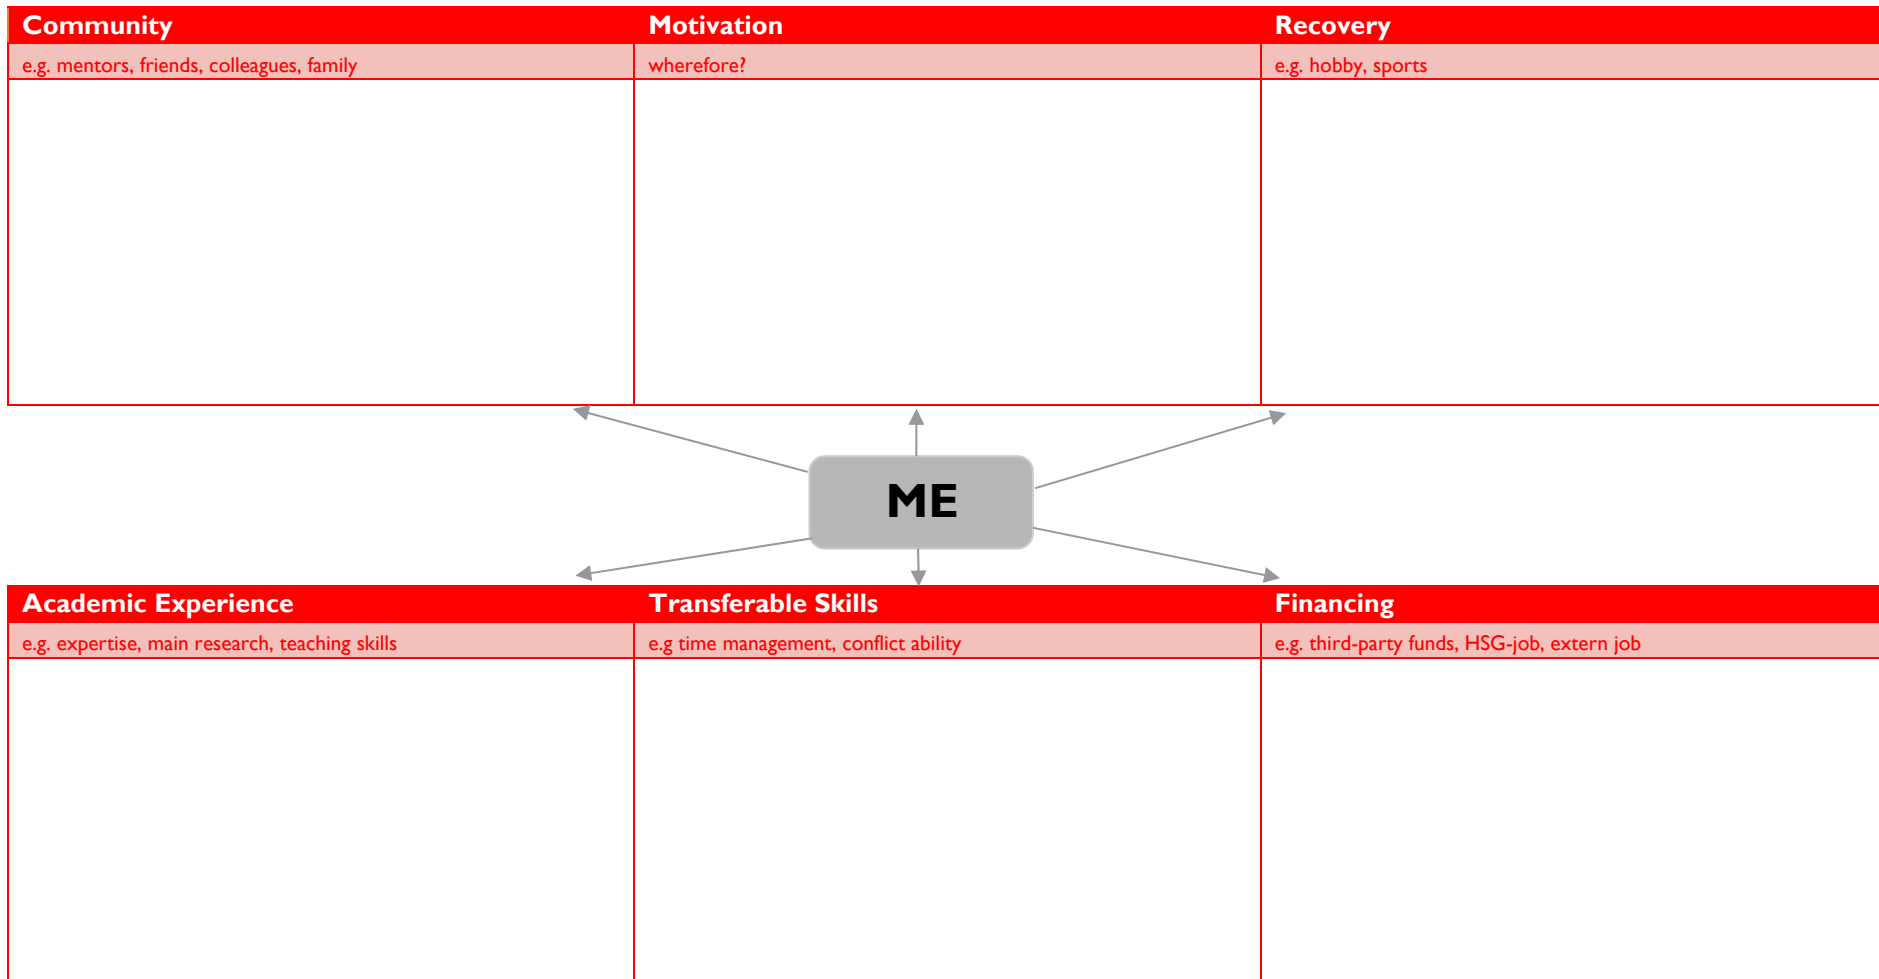 Community
Motivation
Recovery
e.g. mentors, friends, colleagues, family
wherefore?
e.g. hobby, sports
ME
Academic Experience
Transferable Skills
Financing
e.g. expertise, main research, teaching skills
e.g time management, conflict ability
e.g. third-party funds, HSG-job, extern job